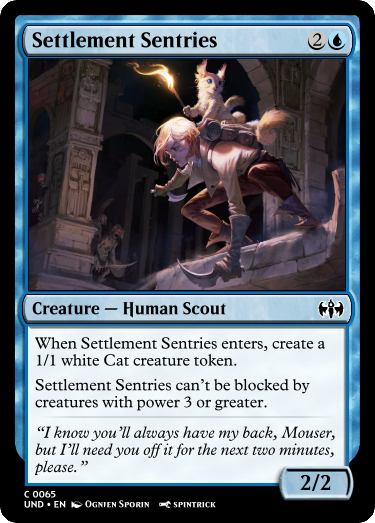 Settlement Sentries 2
Creature — Human Scout
When Settlement Sentries enters, create a
1/1 white Cat creature token.
Settlement Sentries can't be blocked by
creatures with power 3 or greater.
“I know you'll always have my back, Mouser,
but I'll need you off it for the next two minutes,
please.”
2/2
C 0065
UND • EN Ognien Sporin SPINTRICK